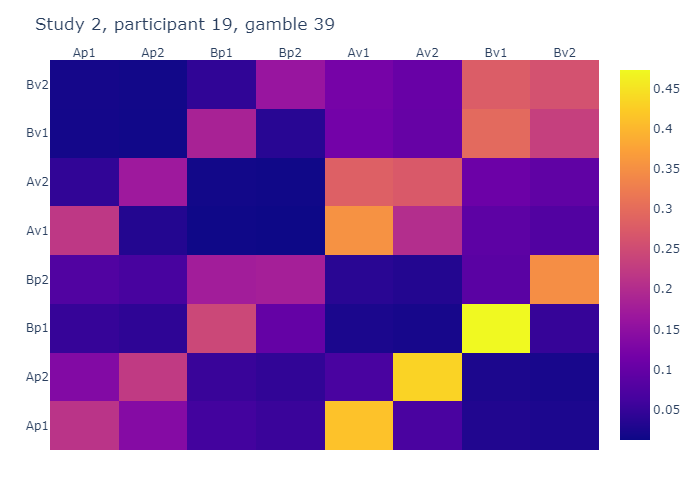 Study 2, participant 19, gamble 39
Ap1 Ap2 Bp1 Bp2 Av1 Av2 Bv1 Bv2
Bv2
Bv1
Av2
Av1
Bp2
Bp1
Ap2
Ap1
0.45
0.4
0.35
0.3
0.25
0.2
0.15
0.1
0.05